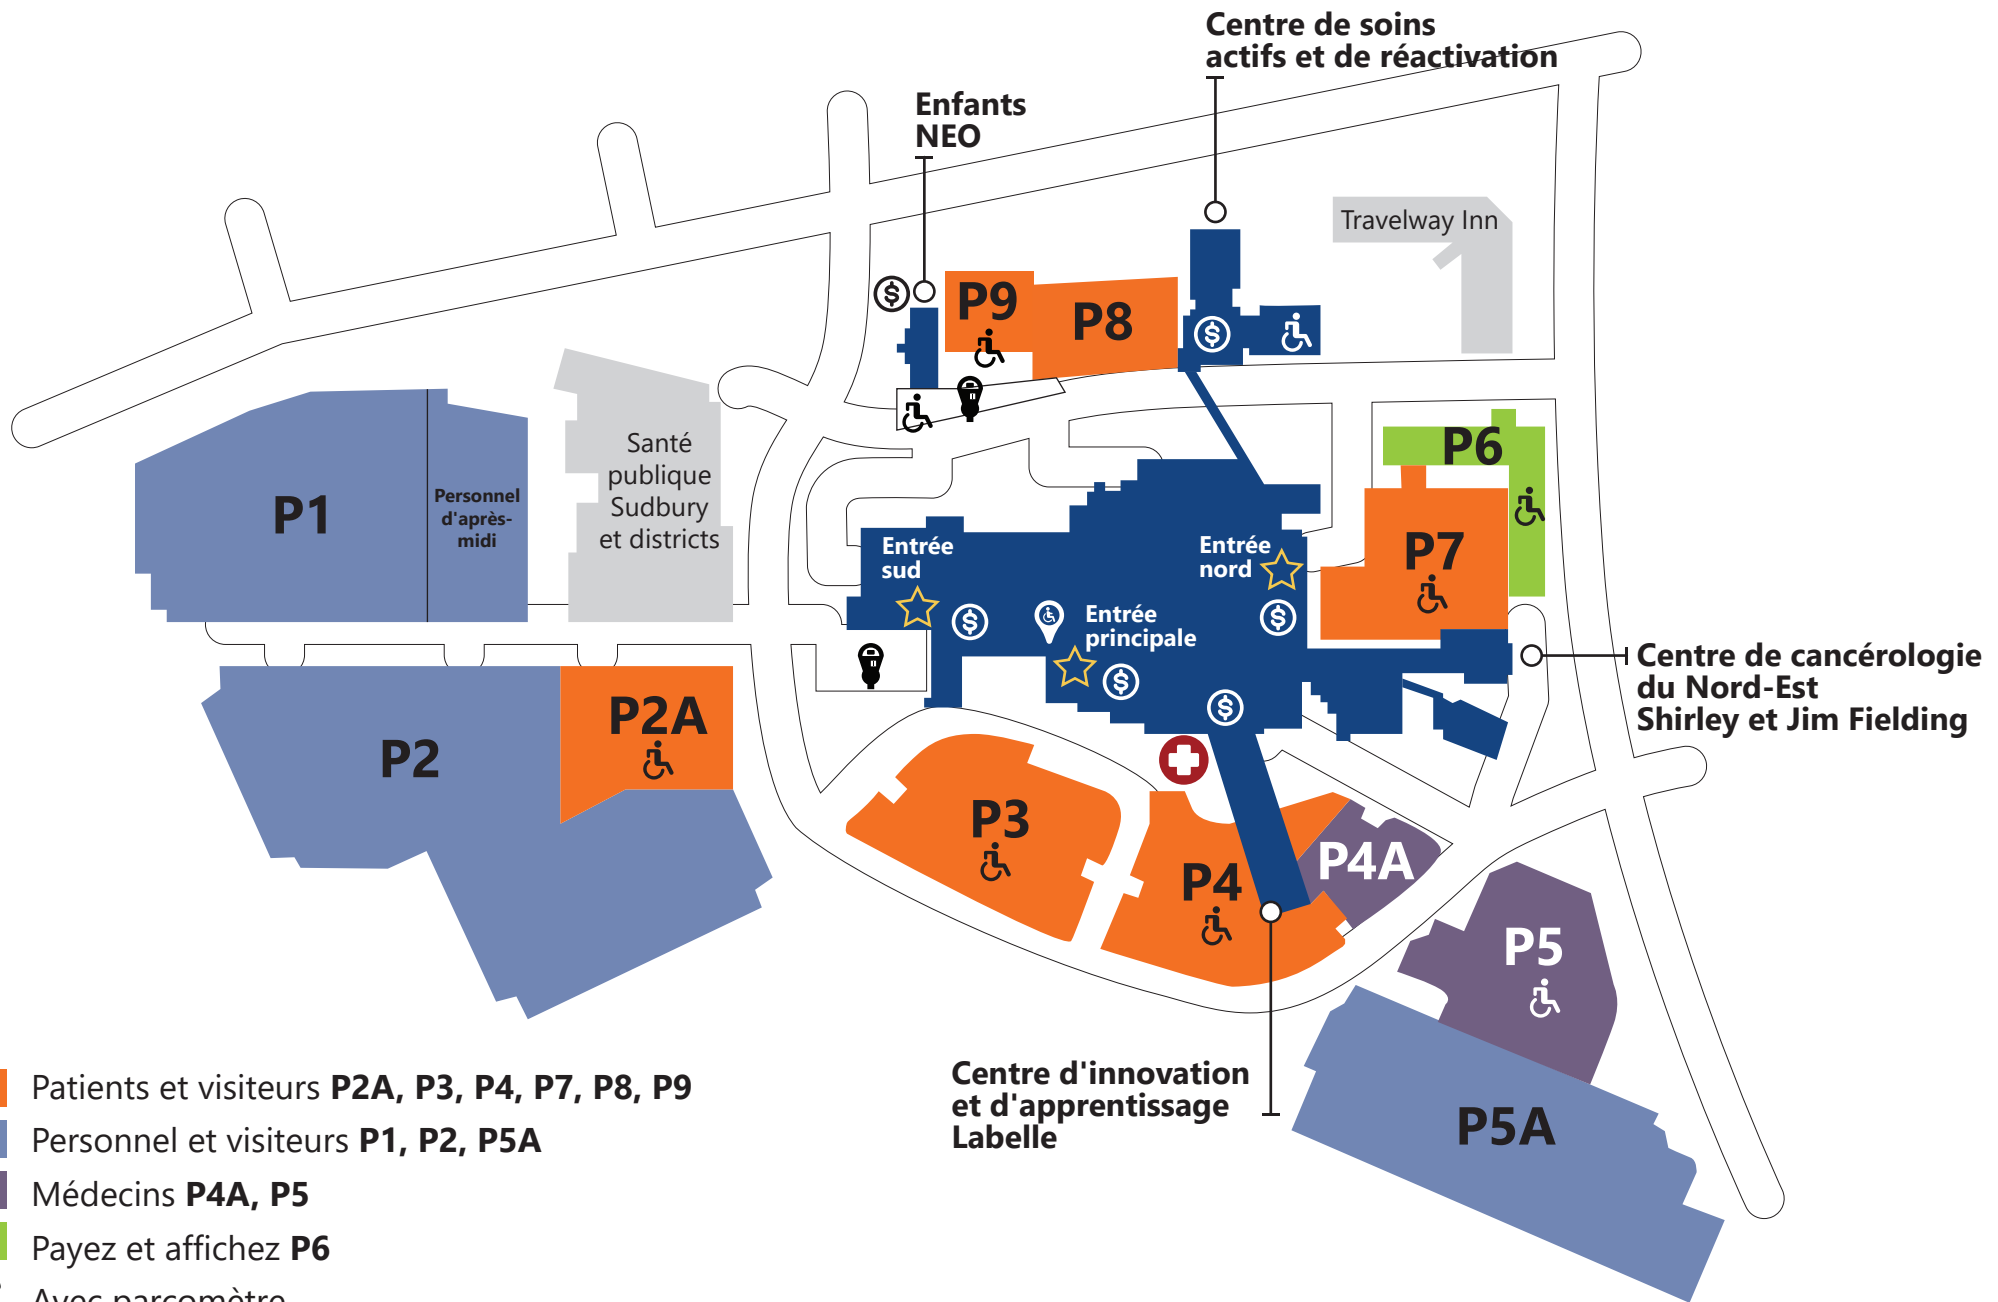 Centre de soins
actifs et de réactivation
Enfants
NEO
Travelway Inn
P9
P8
$
$
Santé
publique
Sudbury
et districts
P1
Personnel
d'après-
midi
P6
P7
Entrée
sud
Entrée
nord
Entrée
principale
$
$
$
$
Centre de cancérologie
du Nord-Est
Shirley et Jim Fielding
P2
P2A
P3
P4
P4A
P5
P5A
Centre d'innovation
et d'apprentissage
Labelle
Patients et visiteurs P2A, P3, P4, P7, P8, P9
Personnel et visiteurs P1, P2, P5A
Médecins P4A, P5
Payez et affichez P6
Avec parcomètre